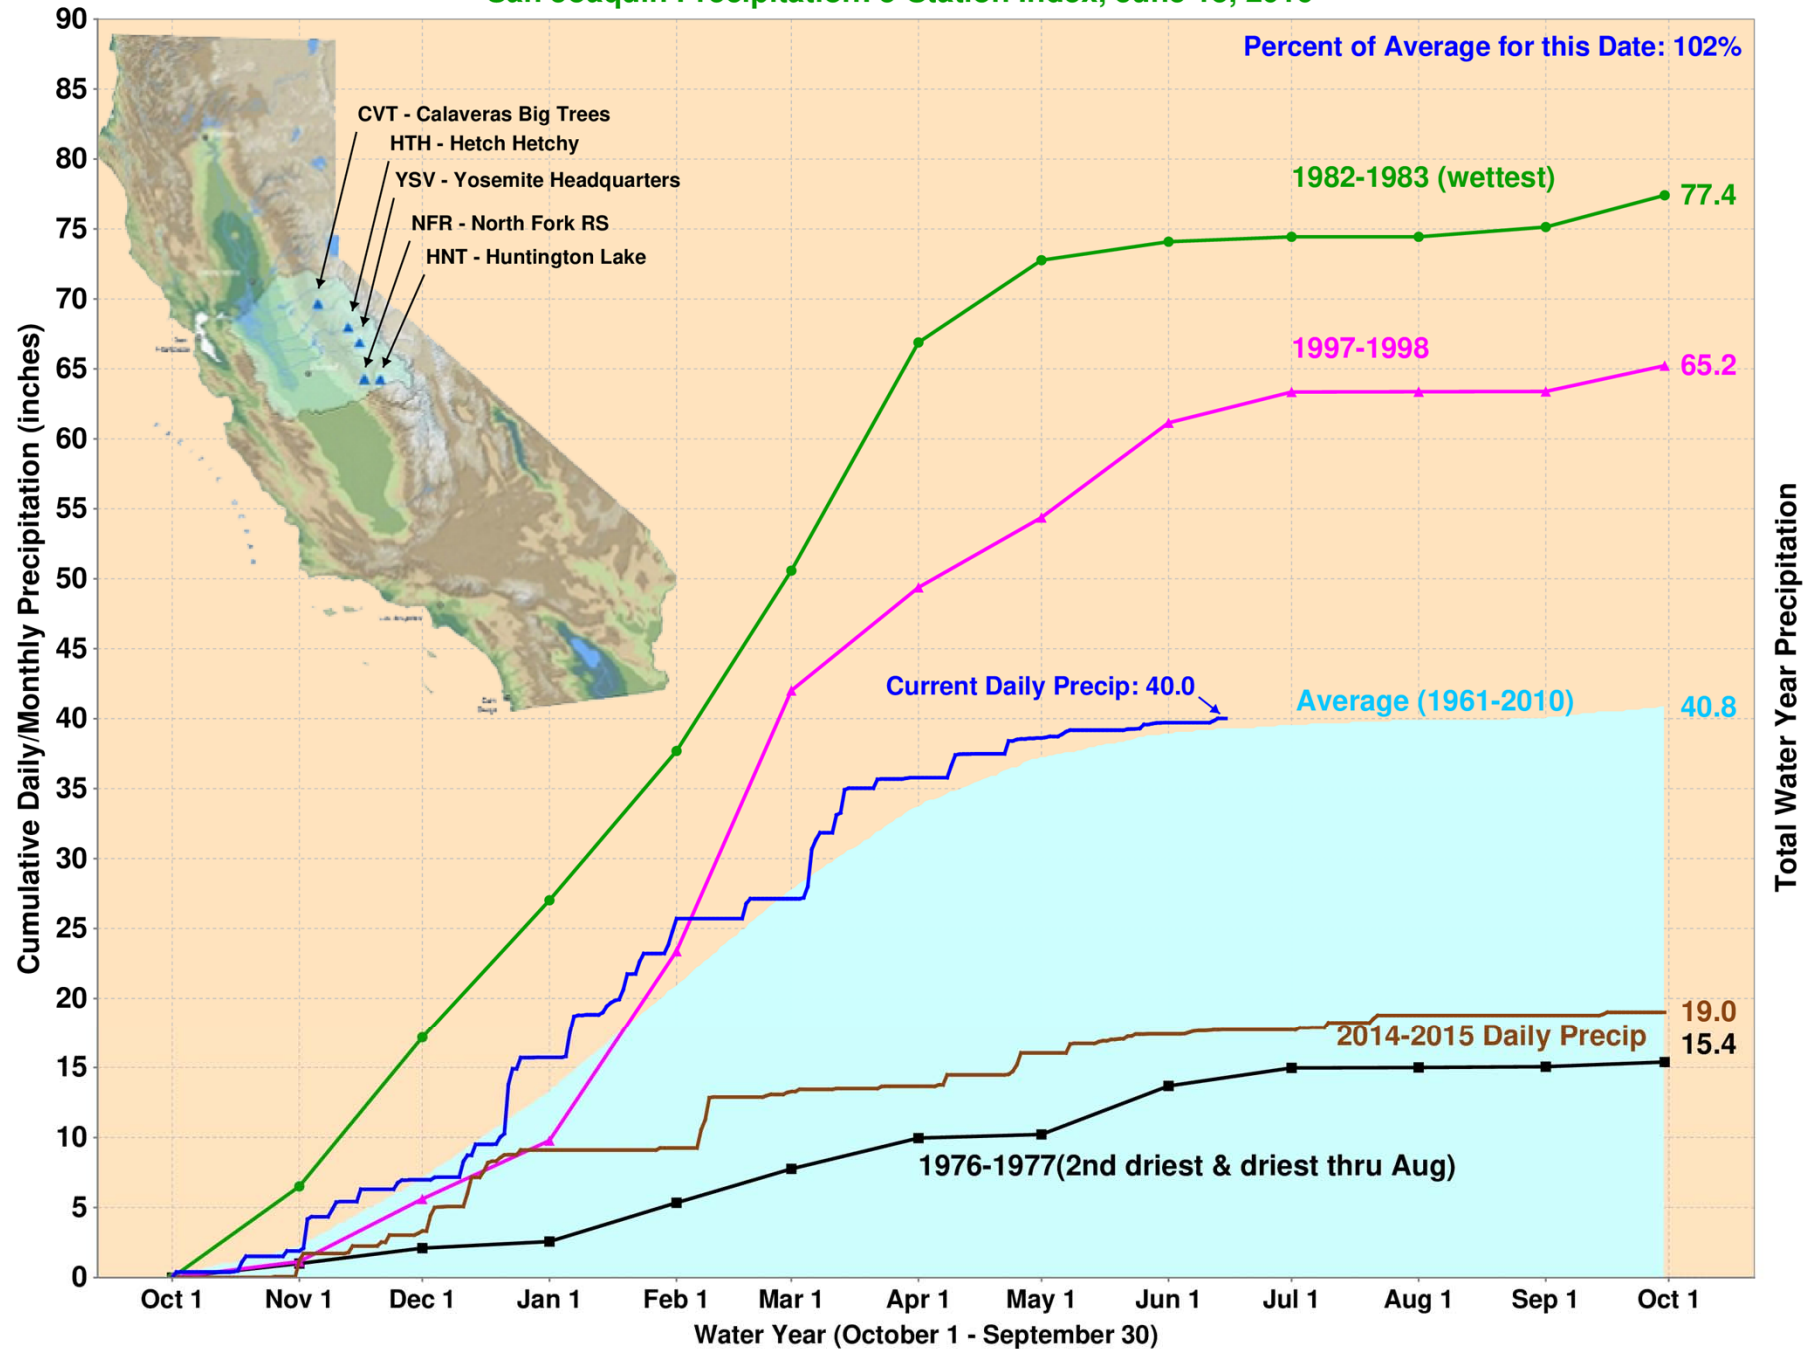 Percent of Average for this Date: 102%
CVT - Calaveras Big Trees
HTH - Hetch Hetchy
YSV - Yosemite Headquarters
NFR - North Fork RS
HNT - Huntington Lake
1982-1983 (wettest)
77.4
1997-1998
65.2
Current Daily Precip: 40.0
Average (1961-2010)
40.8
19.0
2014-2015 Daily Precip
15.4
1976-1977(2nd driest & driest thru Aug)
Cumulative Daily/Monthly Precipitation (inches)
90
85
80
75
70
65
60
55
50
45
40
35
30
25
20
15
10
5
0
Total Water Year Precipitation
Oct 1 Nov 1 Dec 1 Jan 1 Feb 1 Mar 1 Apr 1 May 1 Jun 1 Jul 1 Aug 1 Sep 1 Oct 1
Water Year (October 1 - September 30)